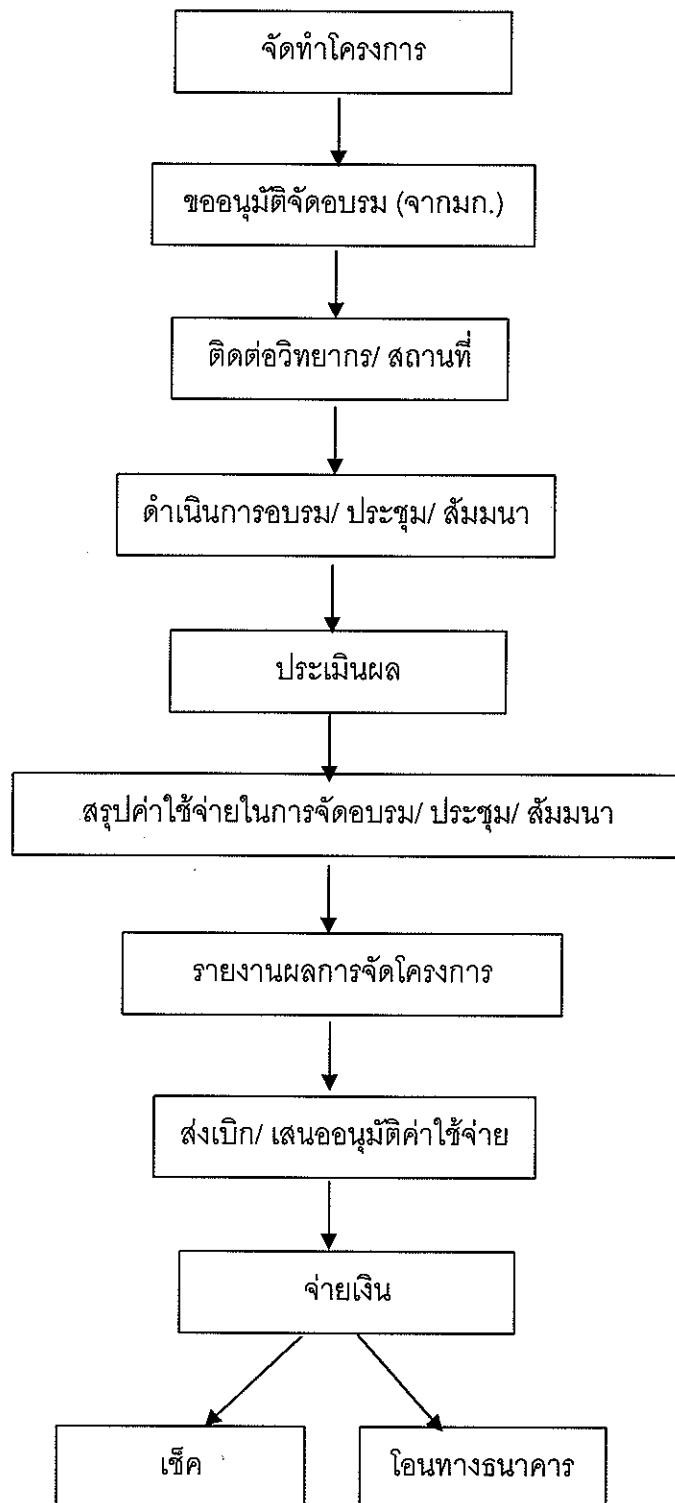 จัดทำโครงการ
ขออนุมัติจัดอบรม (จากมก.)
ติดต่อวิทยากร/ สถานที่
ดำเนินการอบรม/ ประชุม/ สัมมนา
ประเมินผล
สรุปค่าใช้จ่ายในการจัดอบรม/ ประชุม/ สัมมนา
รายงานผลการจัดโครงการ
ส่งเบิก/ เสนออนุมัติค่าใช้จ่าย
จ่ายเงิน
เช็ค
โอนทางธนาคาร